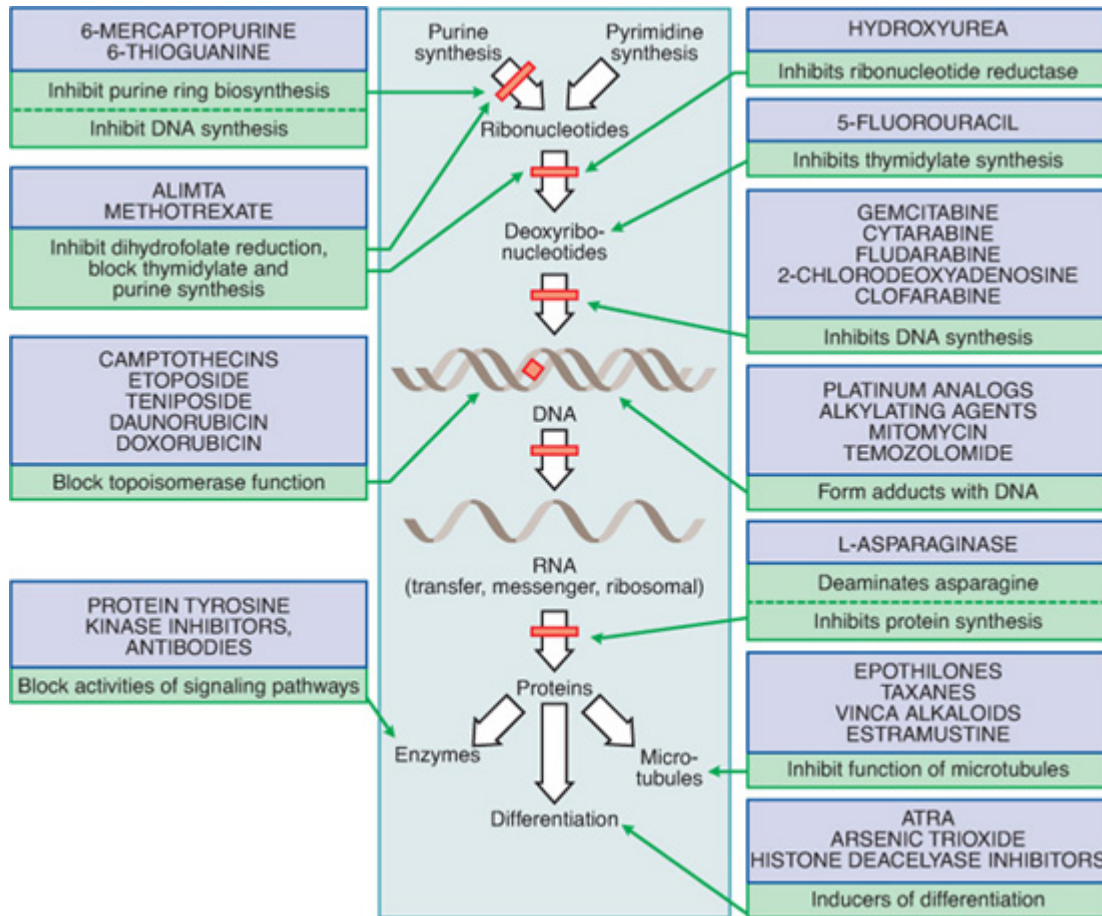 6-MERCAPTOPURINE
6-THIOGUANINE
Inhibit purine ring biosynthesis
Inhibit DNA synthesis
ALIMTA
METHOTREXATE
Inhibit dihydrofolate reduction,
block thymidylate and
purine synthesis
CAMPTOTHECINS
ETOPOSIDE
TENIPOSIDE
DAUNORUBICIN
DOXORUBICIN
Block topoisomerase function
PROTEIN TYROSINE
KINASE INHIBITORS,
ANTIBODIES
Block activities of signaling pathways
Purine
synthesis
Pyrimidine
synthesis
Ribonucleotides
Deoxyribo-
nucleotides
DNA
RNA
(transfer, messenger, ribosomal)
Proteins
Enzymes
Micro-
tubules
Differentiation
HYDROXYUREA
Inhibits ribonucleotide reductase
5-FLUOROURACIL
Inhibits thymidylate synthesis
GEMCITABINE
CYTARABINE
FLUDARABINE
2-CHLORODEOXYADENOSINE
CLOFARABINE
Inhibits DNA synthesis
PLATINUM ANALOGS
ALKYLATING AGENTS
MITOMYCIN
TEMOZOLOMIDE
Form adducts with DNA
L-ASPARAGINASE
Deaminates asparagine
Inhibits protein synthesis
EPOTHILONES
TAXANES
VINCA ALKALOIDS
ESTRAMUSTINE
Inhibit function of microtubules
ATRA
ARSENIC TRIOXIDE
HISTONE DEACELYASE INHIBITORS
Inducers of differentiation